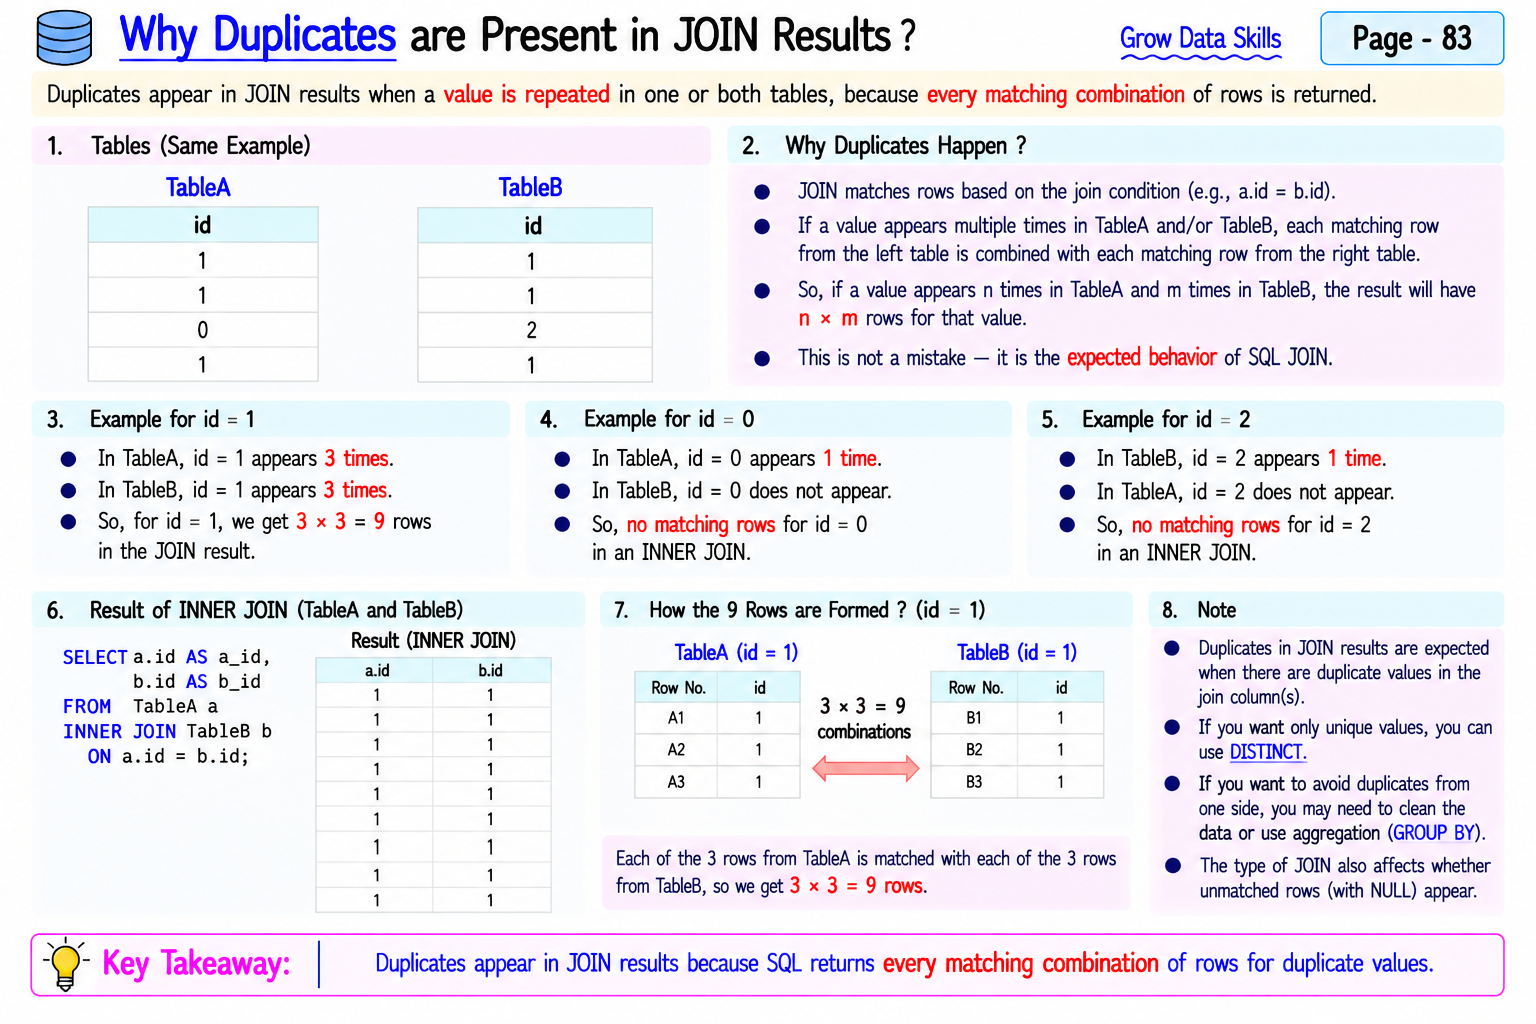 Why Duplicates are Present in JOIN Results ?
Grow Data Skills
Page - 83
Duplicates appear in JOIN results when a value is repeated in one or both tables, because every matching combination of rows is returned.
1. Tables (Same Example)
TableA
id
1
1
0
1
TableB
id
1
1
2
1
2. Why Duplicates Happen ?
JOIN matches rows based on the join condition (e.g., a.id = b.id).
If a value appears multiple times in TableA and/or TableB, each matching row
from the left table is combined with each matching row from the right table.
So, if a value appears n times in TableA and m times in TableB, the result will have
n × m rows for that value.
This is not a mistake — it is the expected behavior of SQL JOIN.
3. Example for id = 1
In TableA, id = 1 appears 3 times.
In TableB, id = 1 appears 3 times.
So, for id = 1, we get 3 × 3 = 9 rows
in the JOIN result.
4. Example for id = 0
In TableA, id = 0 appears 1 time.
In TableB, id = 0 does not appear.
So, no matching rows for id = 0
in an INNER JOIN.
5. Example for id = 2
In TableB, id = 2 appears 1 time.
In TableA, id = 2 does not appear.
So, no matching rows for id = 2
in an INNER JOIN.
6. Result of INNER JOIN (TableA and TableB)
SELECT a.id AS a_id,
b.id AS b_id
FROM TableA a
INNER JOIN TableB b
ON a.id = b.id;
Result (INNER JOIN)
a.id b.id
1 1
1 1
1 1
1 1
1 1
1 1
1 1
1 1
1 1
7. How the 9 Rows are Formed ? (id = 1)
TableA (id = 1)
Row No. id
A1 1
A2 1
A3 1
3 × 3 = 9
combinations
TableB (id = 1)
Row No. id
B1 1
B2 1
B3 1
Each of the 3 rows from TableA is matched with each of the 3 rows
from TableB, so we get 3 × 3 = 9 rows.
8. Note
Duplicates in JOIN results are expected
when there are duplicate values in the
join column(s).
If you want only unique values, you can
use DISTINCT.
If you want to avoid duplicates from
one side, you may need to clean the
data or use aggregation (GROUP BY).
The type of JOIN also affects whether
unmatched rows (with NULL) appear.
Key Takeaway:
Duplicates appear in JOIN results because SQL returns every matching combination of rows for duplicate values.